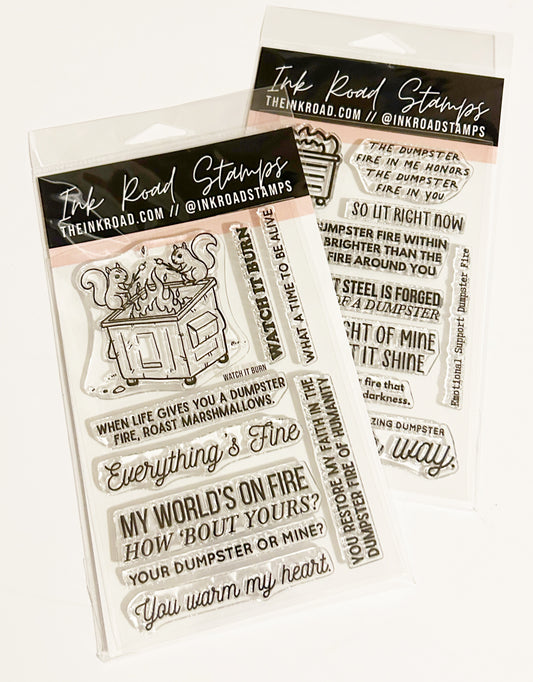 Ink Road Stamps
THEINKROAD.COM // @INKROADSTAMPS
WATCH IT BURN
WHAT A TIME TO BE ALIVE
WATCH IT BURN
WHEN LIFE GIVES YOU A DUMPSTER
FIRE, ROAST MARSHMALLOWS.
Everything's Fine
MY WORLD'S ON FIRE
HOW 'BOUT YOURS?
YOUR DUMPSTER OR MINE?
You warm my heart.
YOU RESTORE MY FAITH IN THE
DUMPSTER FIRE OF HUMANITY
Ink Road Stamps
THEINKROAD.COM // @INKROADSTAMPS
THE DUMPSTER
FIRE IN ME HONORS
THE DUMPSTER
FIRE IN YOU
SO LIT RIGHT NOW
DUMPSTER FIRE WITHIN
BRIGHTER THAN THE
FIRE AROUND YOU
STEEL IS FORGED
OF A DUMPSTER
OF MINE
IT SHINE
fire that
darkness.
DUMPSTER
way.
Emotional Support Dumpster Fire